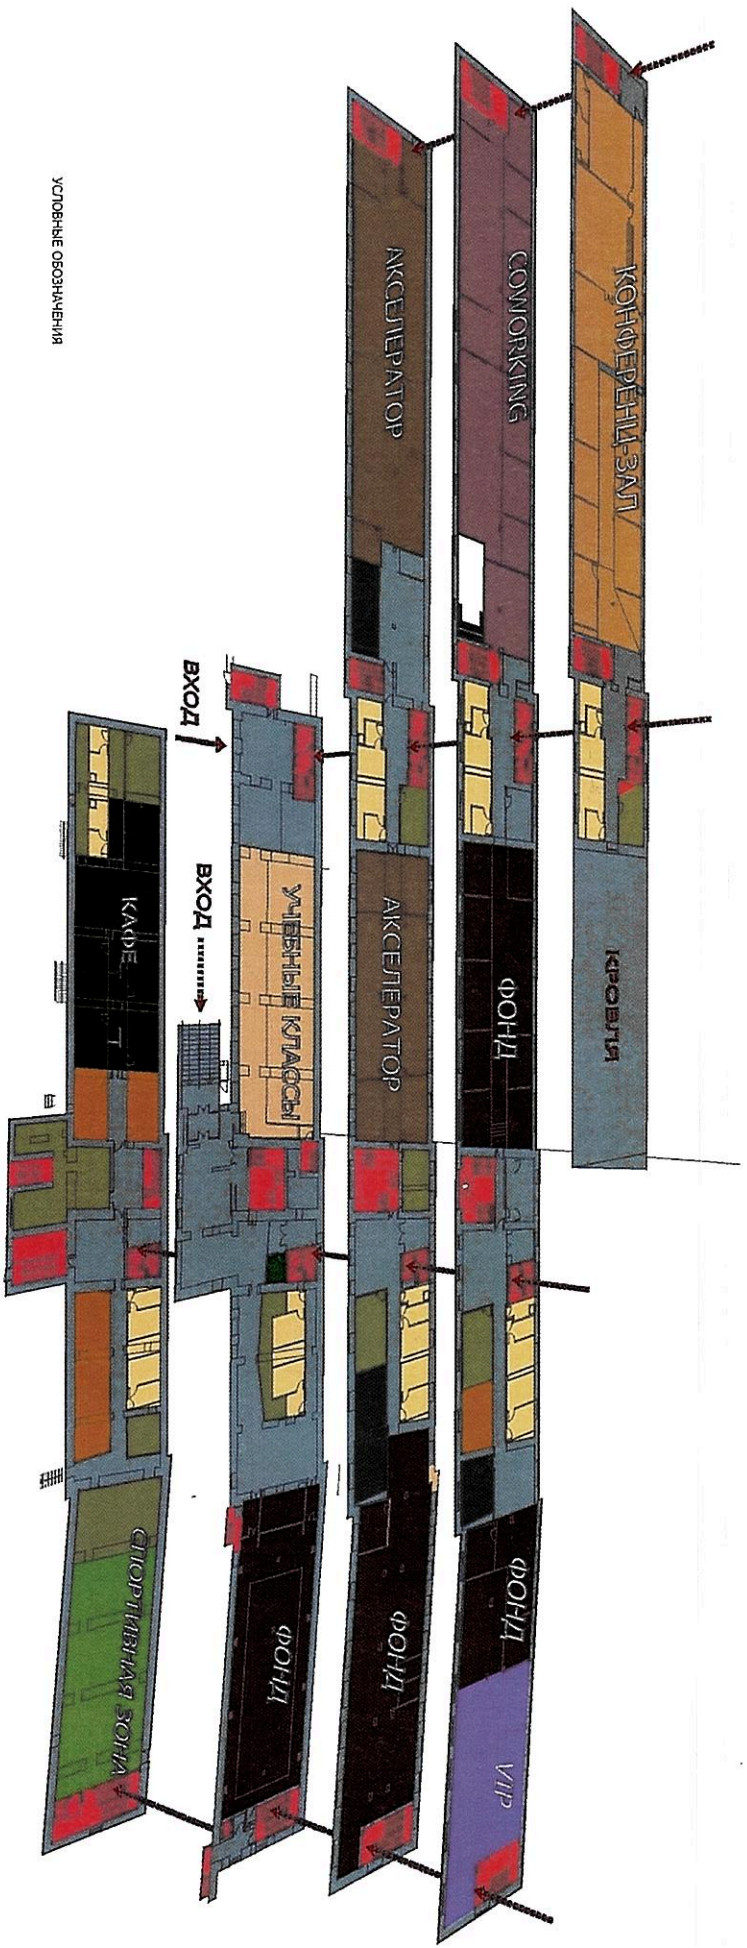 КОНФЕРЕНЦ-ЗАЛ
КРОВЛЯ
COWORKING
ФОНД
ФОНД
VIP
АКСЕЛЕРАТОР
АКСЕЛЕРАТОР
ФОНД
ВХОД
УЧЕБНЫЕ КЛАССЫ
ФОНД
ВХОД
КАФЕ
СПОРТИВНАЯ ЗОНА
УСЛОВНЫЕ ОБОЗНАЧЕНИЯ